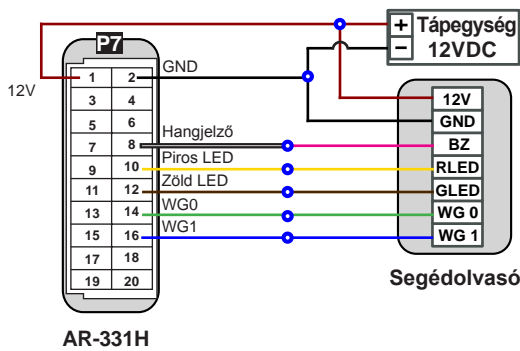 + Tápegység
− 12VDC
P7
GND
12V
1 2
3 4
5 6
7 8
9 10
11 12
13 14
15 16
17 18
19 20
Hangjelző
Piros LED
Zöld LED
WG0
WG1
12V
GND
BZ
RLED
GLED
WG 0
WG 1
Segédolvasó
AR-331H